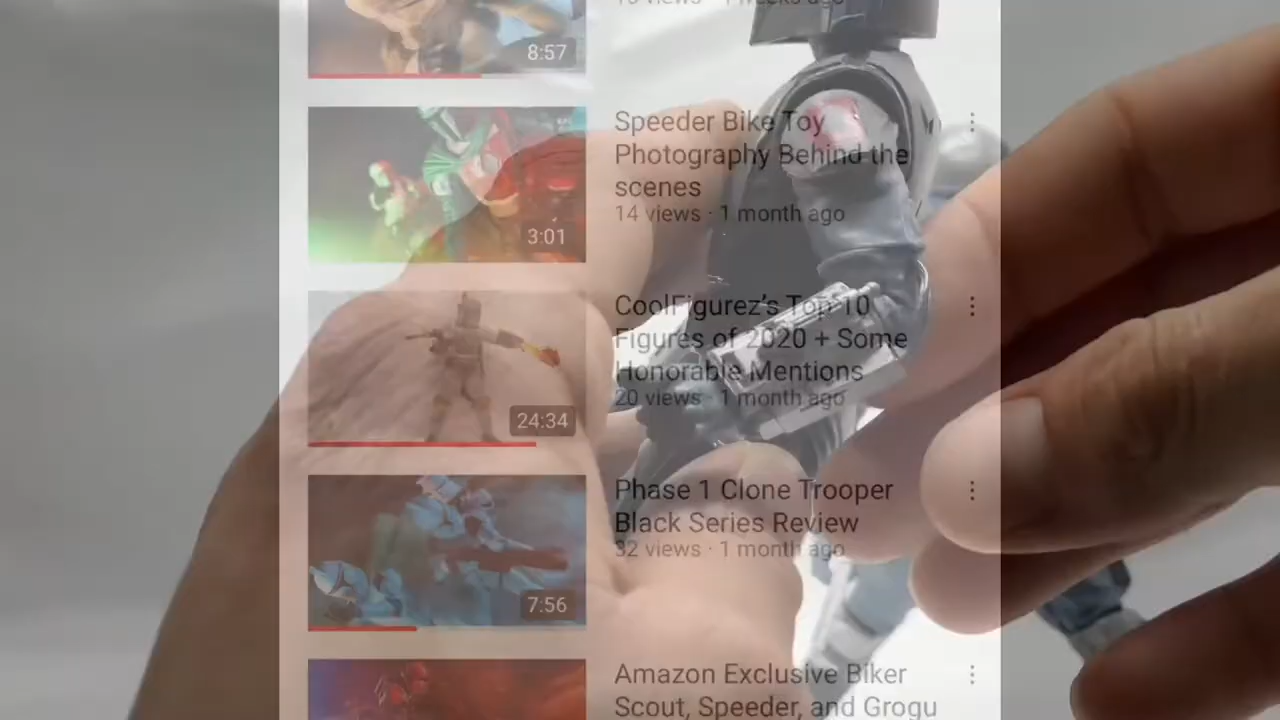 8:57
Speeder Bike Toy
Photography Behind the
scenes
14 views · 1 month ago
3:01
CoolFigurez's Top 10
Figures of 2020 + Some
Honorable Mentions
20 views · 1 month ago
24:34
Phase 1 Clone Trooper
Black Series Review
32 views · 1 month ago
7:56
Amazon Exclusive Biker
Scout, Speeder, and Grogu